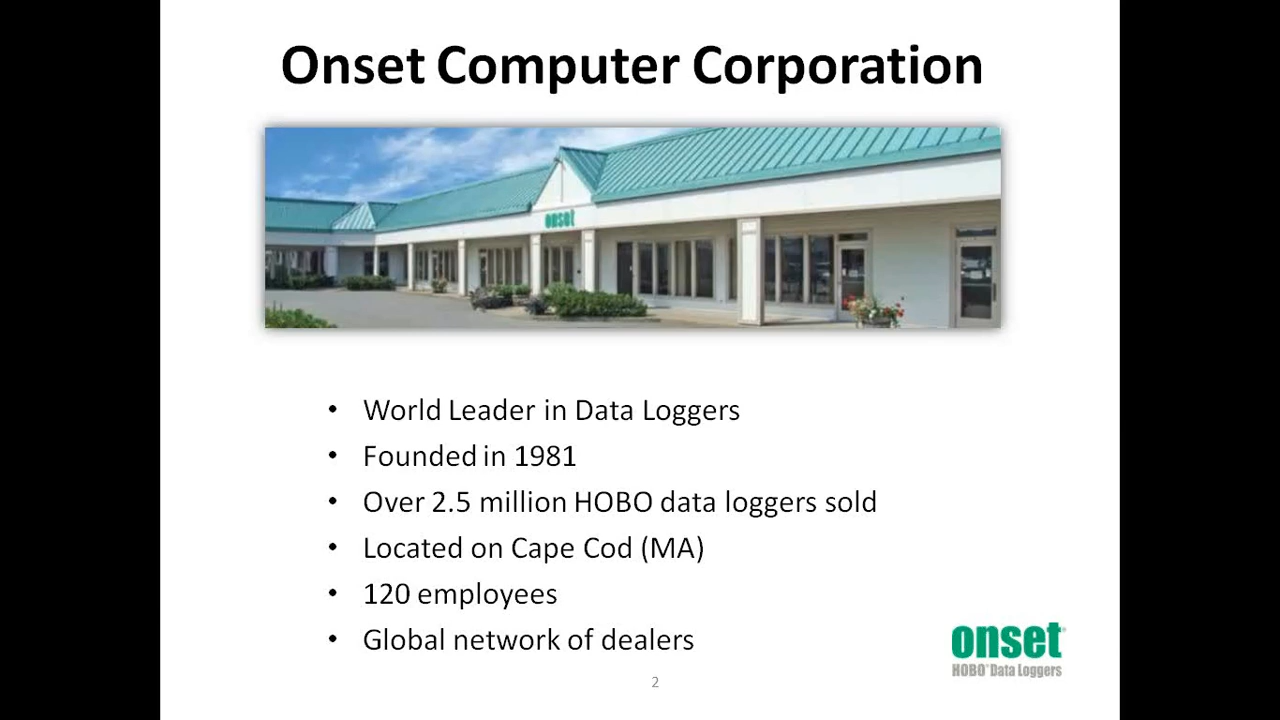 Onset Computer Corporation
onset
• World Leader in Data Loggers
• Founded in 1981
• Over 2.5 million HOBO data loggers sold
• Located on Cape Cod (MA)
• 120 employees
• Global network of dealers
onset®
HOBO® Data Loggers
2